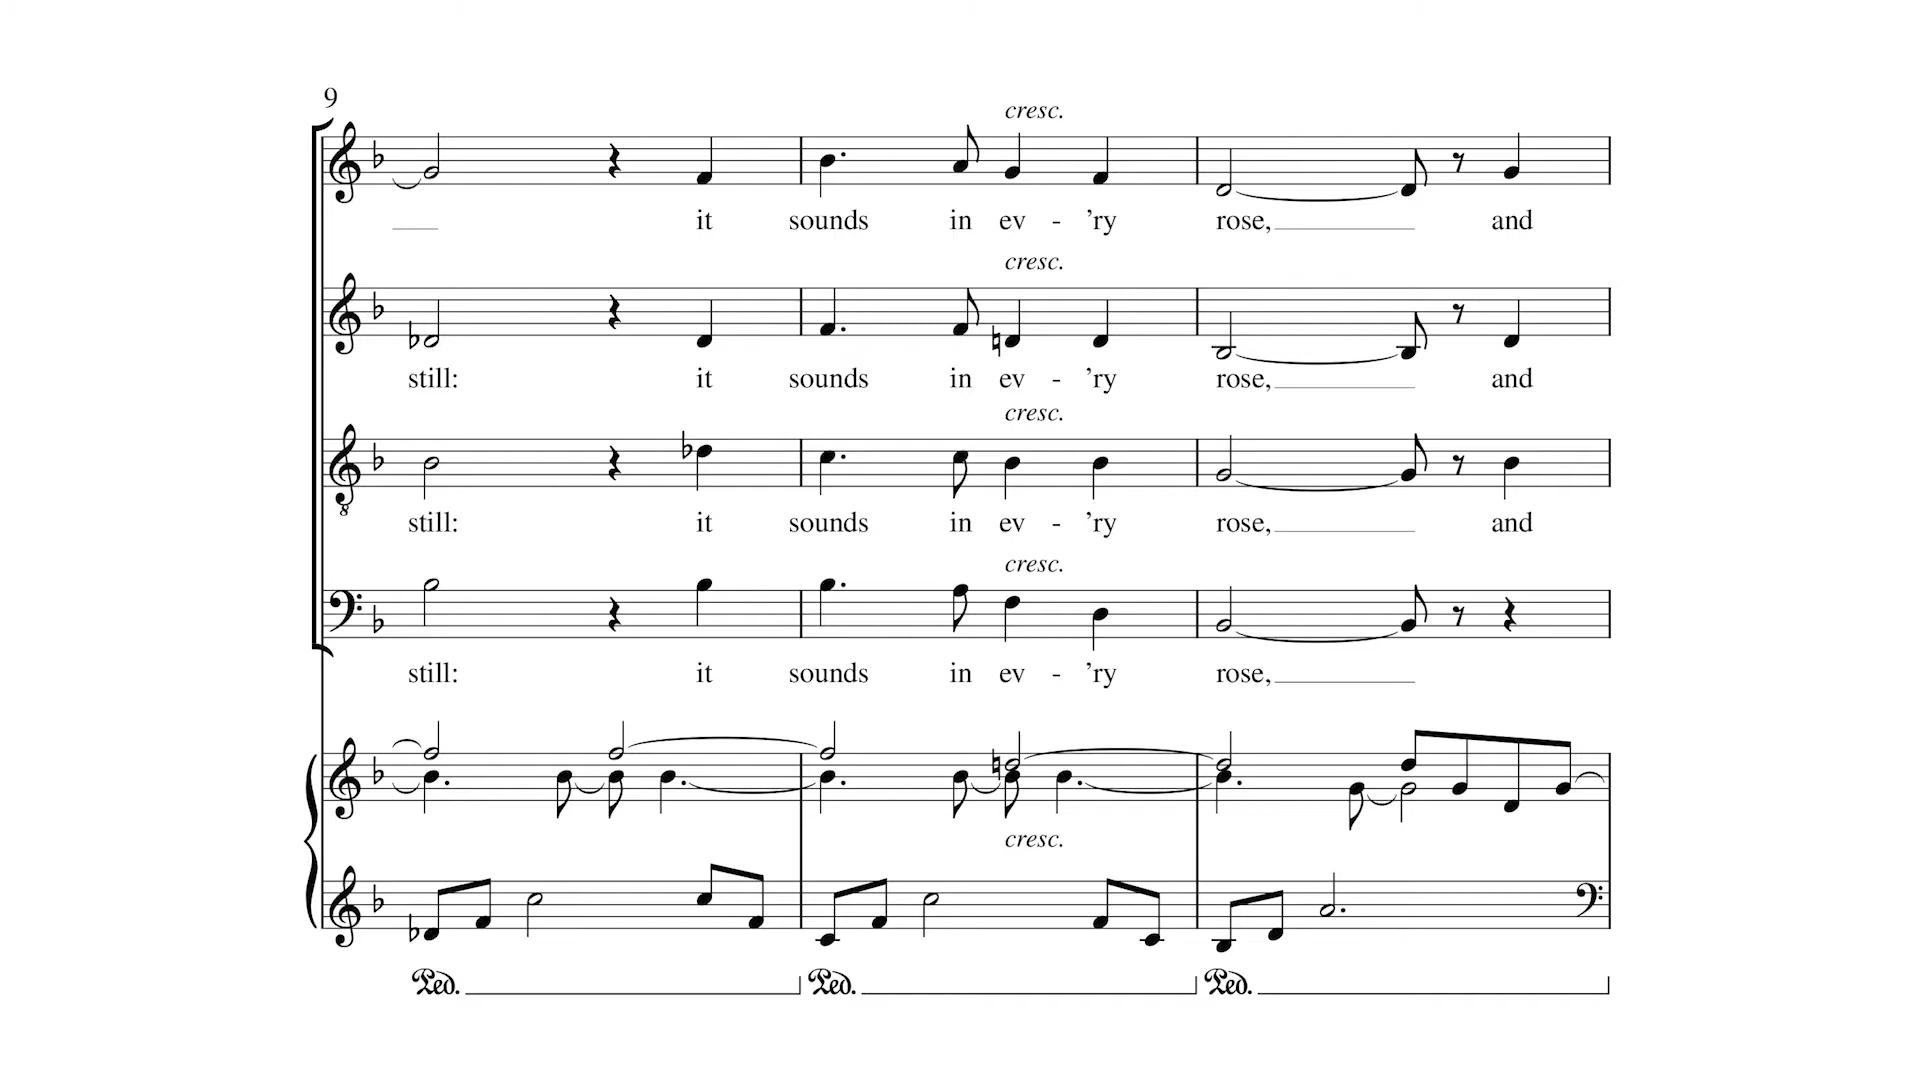 9
cresc.
it sounds in ev - ’ry rose, and
cresc.
still: it sounds in ev - ’ry rose, and
cresc.
8
still: it sounds in ev - ’ry rose, and
cresc.
still: it sounds in ev - ’ry rose,
cresc.
Ped. Ped. Ped.